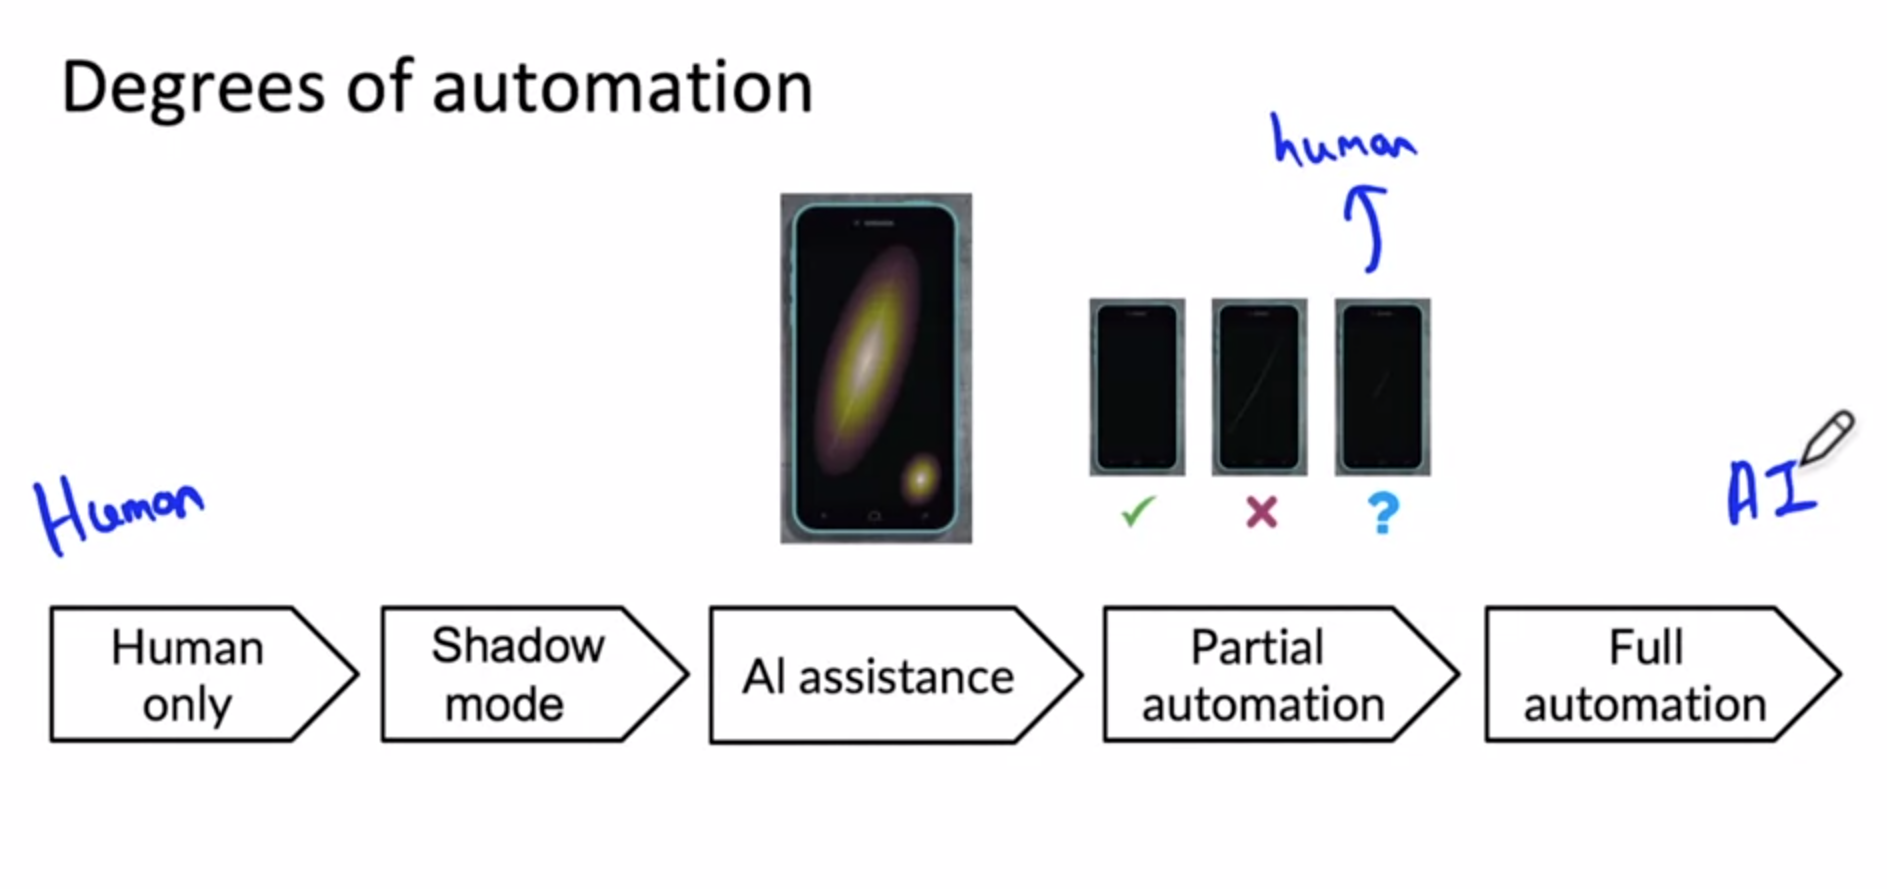 Degrees of automation
human
Human
AI
Human
only
Shadow
mode
AI assistance
Partial
automation
Full
automation